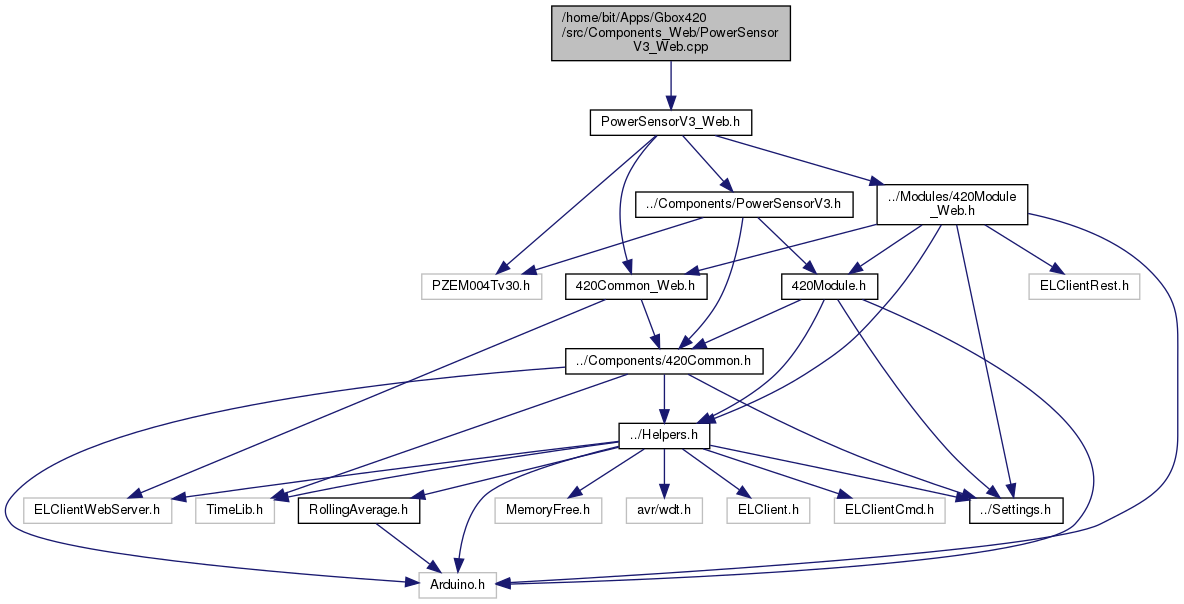 /home/bit/Apps/Gbox420
/src/Components_Web/PowerSensor
V3_Web.cpp
PowerSensorV3_Web.h
../Components/PowerSensorV3.h
../Modules/420Module
_Web.h
PZEM004Tv30.h
420Common_Web.h
420Module.h
ELClientRest.h
../Components/420Common.h
../Helpers.h
ELClientWebServer.h
TimeLib.h
RollingAverage.h
MemoryFree.h
avr/wdt.h
ELClient.h
ELClientCmd.h
../Settings.h
Arduino.h